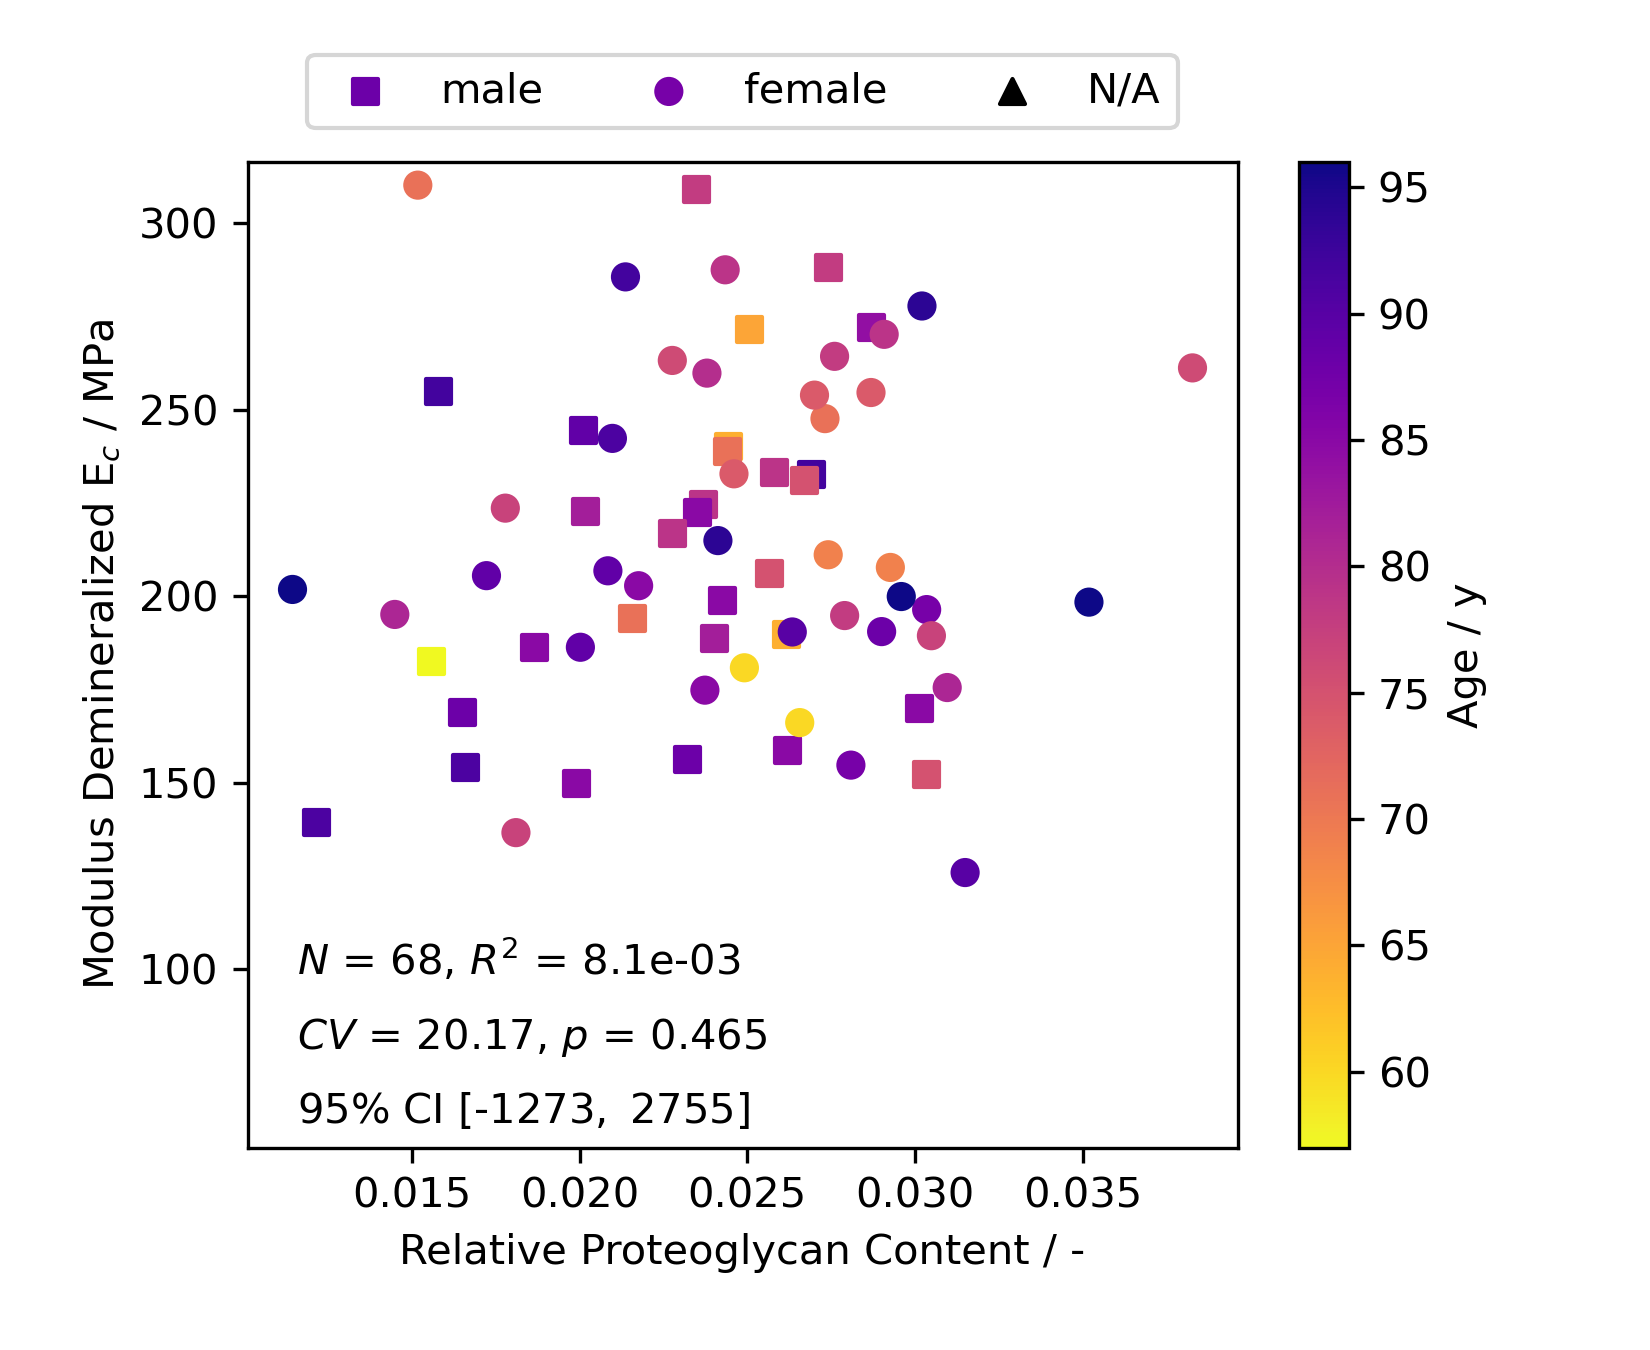 male female N/A
300
250
200
150
100
Modulus Demineralized E_c / MPa
N = 68, R² = 8.1e-03
CV = 20.17, p = 0.465
95% CI [-1273, 2755]
0.015 0.020 0.025 0.030 0.035
Relative Proteoglycan Content / -
95
90
85
80
75
70
65
60
Age / y